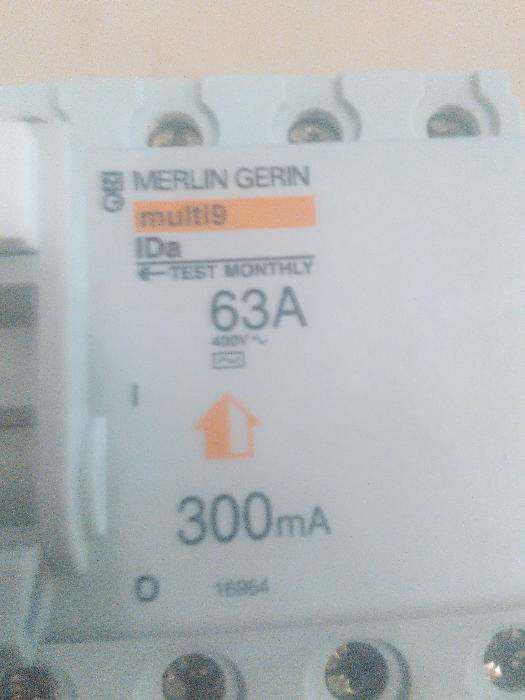 MERLIN GERIN
multi9
IDa
←TEST MONTHLY
63A
400V~
I
300mA
O
16964